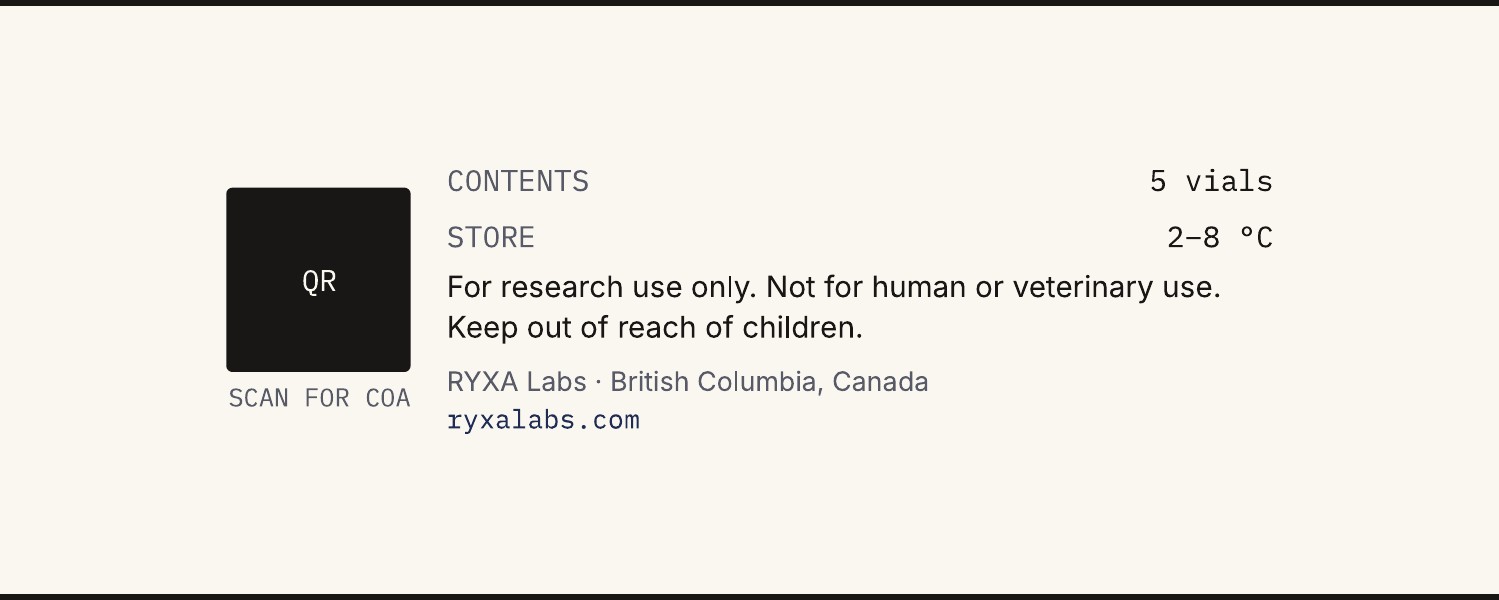 QR
SCAN FOR COA
CONTENTS 5 vials
STORE 2–8 °C
For research use only. Not for human or veterinary use.
Keep out of reach of children.
RYXA Labs · British Columbia, Canada
ryxalabs.com